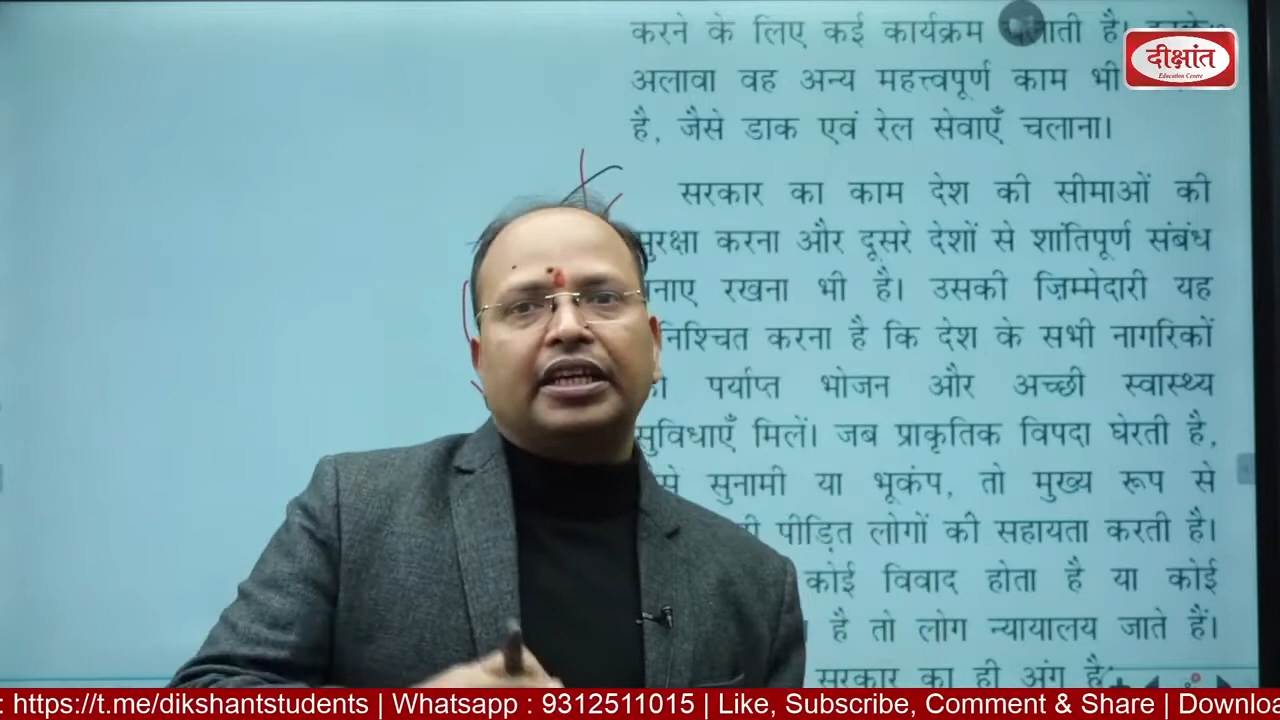 करने के लिए कई कार्यक्रम है।
दीक्षांत
Education Centre
अलावा वह अन्य महत्त्वपूर्ण काम भी
है, जैसे डाक एवं रेल सेवाएँ चलाना।
सरकार का काम देश की सीमाओं की
सुरक्षा करना और दूसरे देशों से शांतिपूर्ण संबंध
रखना भी है। उसकी ज़िम्मेदारी यह
करना है कि देश के सभी नागरिकों
पर्याप्त भोजन और अच्छी स्वास्थ्य
सुविधाएँ मिलें। जब प्राकृतिक विपदा घेरती है,
सुनामी या भूकंप, तो मुख्य रूप से
पीड़ित लोगों की सहायता करती है।
कोई विवाद होता है या कोई
है तो लोग न्यायालय जाते हैं।
सरकार का ही अंग है
: https://t.me/dikshantstudents | Whatsapp : 9312511015 | Like, Subscribe, Comment & Share |